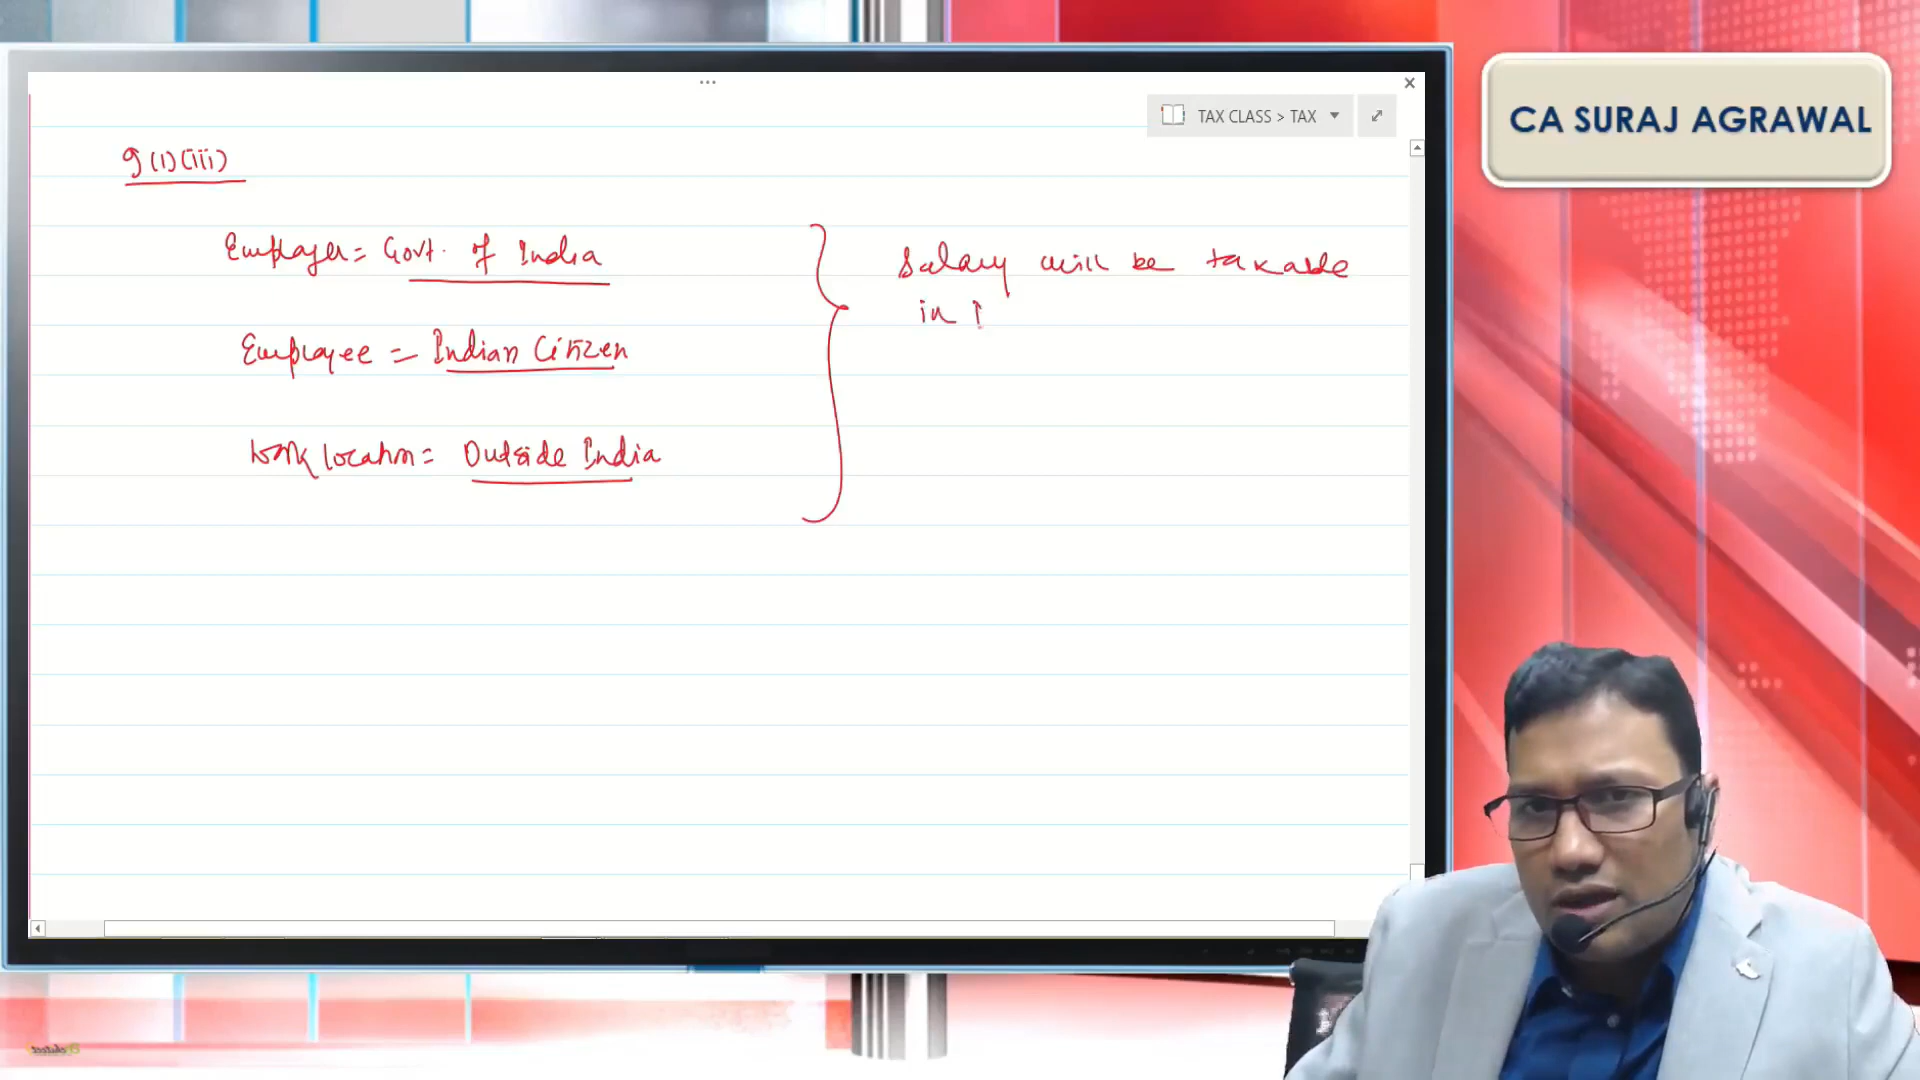 CA SURAJ AGRAWAL
TAX CLASS > TAX
9(1)(iii)
Employer = Govt. of India
Salary will be taxable
in I
Employee = Indian Citizen
Work location = Outside India